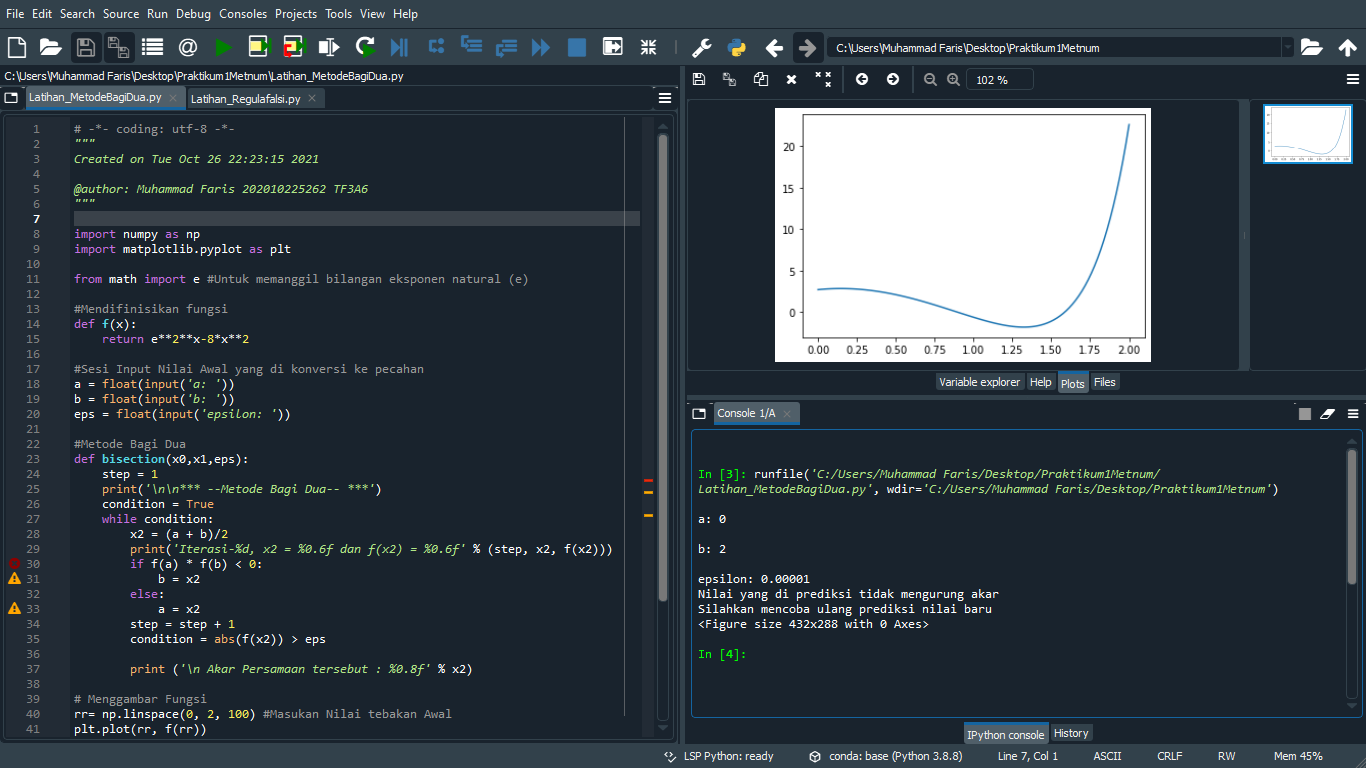 File Edit Search Source Run Debug Consoles Projects Tools View Help
C:\Users\Muhammad Faris\Desktop\Praktikum1Metnum
C:\Users\Muhammad Faris\Desktop\Praktikum1Metnum\Latihan_MetodeBagiDua.py
Latihan_MetodeBagiDua.py Latihan_Regulafalsi.py
1 # -*- coding: utf-8 -*-
2 """
3 Created on Tue Oct 26 22:23:15 2021
4
5 @author: Muhammad Faris 202010225262 TF3A6
6 """
7
8 import numpy as np
9 import matplotlib.pyplot as plt
10
11 from math import e #Untuk memanggil bilangan eksponen natural (e)
12
13 #Mendifinisikan fungsi
14 def f(x):
15     return e**2**x-8*x**2
16
17 #Sesi Input Nilai Awal yang di konversi ke pecahan
18 a = float(input('a: '))
19 b = float(input('b: '))
20 eps = float(input('epsilon: '))
21
22 #Metode Bagi Dua
23 def bisection(x0,x1,eps):
24     step = 1
25     print('\n\n*** --Metode Bagi Dua-- ***')
26     condition = True
27     while condition:
28         x2 = (a + b)/2
29         print('Iterasi-%d, x2 = %0.6f dan f(x2) = %0.6f' % (step, x2, f(x2)))
30         if f(a) * f(b) < 0:
31             b = x2
32         else:
33             a = x2
34         step = step + 1
35         condition = abs(f(x2)) > eps
36
37         print ('\n Akar Persamaan tersebut : %0.8f' % x2)
38
39 # Menggambar Fungsi
40 rr= np.linspace(0, 2, 100) #Masukan Nilai tebakan Awal
41 plt.plot(rr, f(rr))
102 %
20
15
10
5
0
0.00 0.25 0.50 0.75 1.00 1.25 1.50 1.75 2.00
Variable explorer Help Plots Files
Console 1/A
In [3]: runfile('C:/Users/Muhammad Faris/Desktop/Praktikum1Metnum/
Latihan_MetodeBagiDua.py', wdir='C:/Users/Muhammad Faris/Desktop/Praktikum1Metnum')
a: 0
b: 2
epsilon: 0.00001
Nilai yang di prediksi tidak mengurung akar
Silahkan mencoba ulang prediksi nilai baru
<Figure size 432x288 with 0 Axes>
In [4]:
IPython console History
LSP Python: ready conda: base (Python 3.8.8) Line 7, Col 1 ASCII CRLF RW Mem 45%